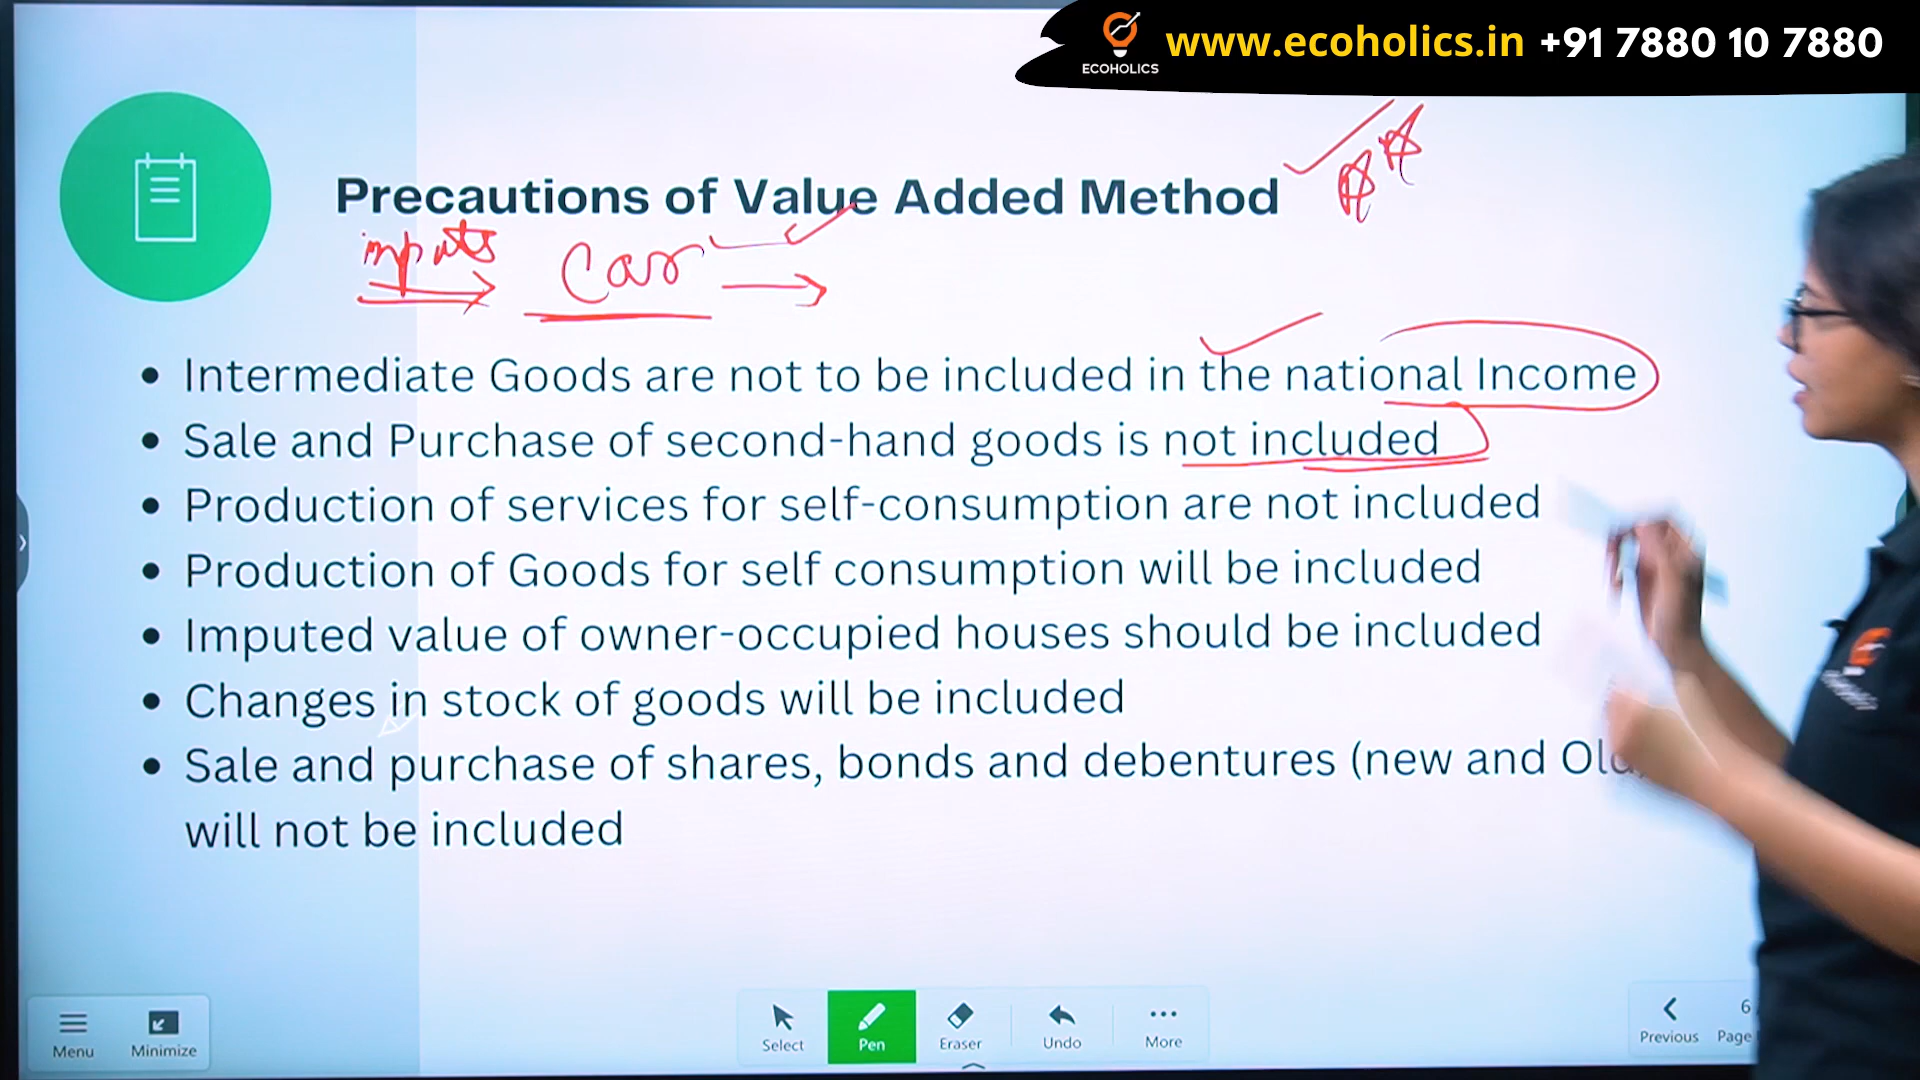 www.ecoholics.in +91 7880 10 7880
ECOHOLICS
Precautions of Value Added Method
inputs Car
• Intermediate Goods are not to be included in the national Income
• Sale and Purchase of second-hand goods is not included
• Production of services for self-consumption are not included
• Production of Goods for self consumption will be included
• Imputed value of owner-occupied houses should be included
• Changes in stock of goods will be included
• Sale and purchase of shares, bonds and debentures (new and Old
will not be included
Menu Minimize Select Pen Eraser Undo More Previous Page
6